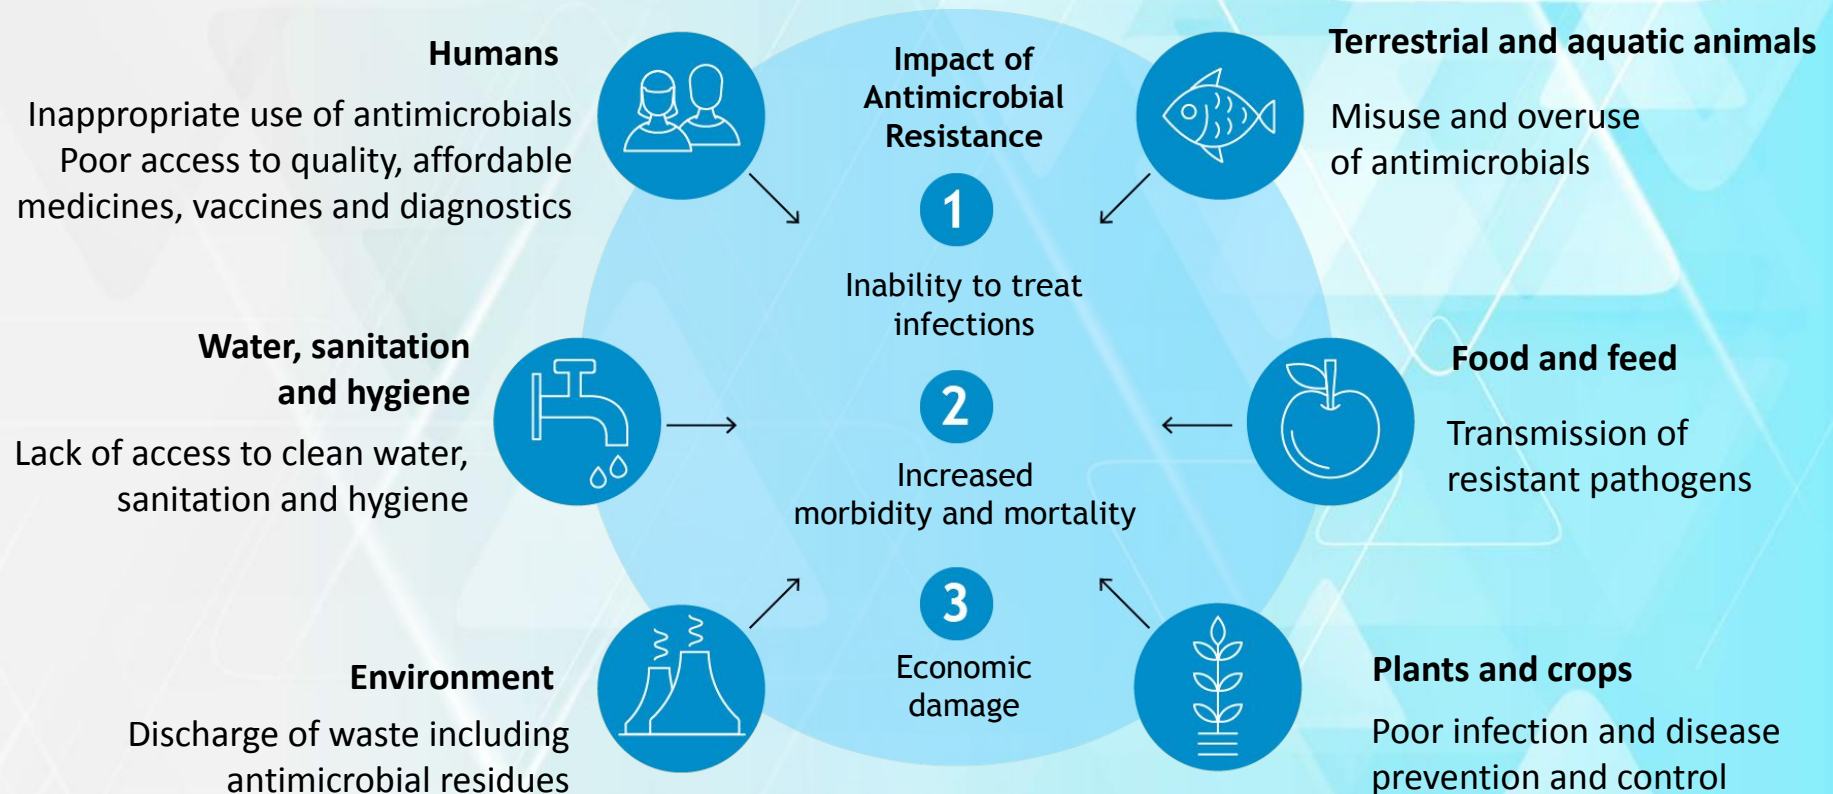 Humans
Inappropriate use of antimicrobials
Poor access to quality, affordable
medicines, vaccines and diagnostics
Water, sanitation
and hygiene
Lack of access to clean water,
sanitation and hygiene
Environment
Discharge of waste including
antimicrobial residues
Impact of
Antimicrobial
Resistance
1
Inability to treat
infections
2
Increased
morbidity and mortality
3
Economic
damage
Terrestrial and aquatic animals
Misuse and overuse
of antimicrobials
Food and feed
Transmission of
resistant pathogens
Plants and crops
Poor infection and disease
prevention and control